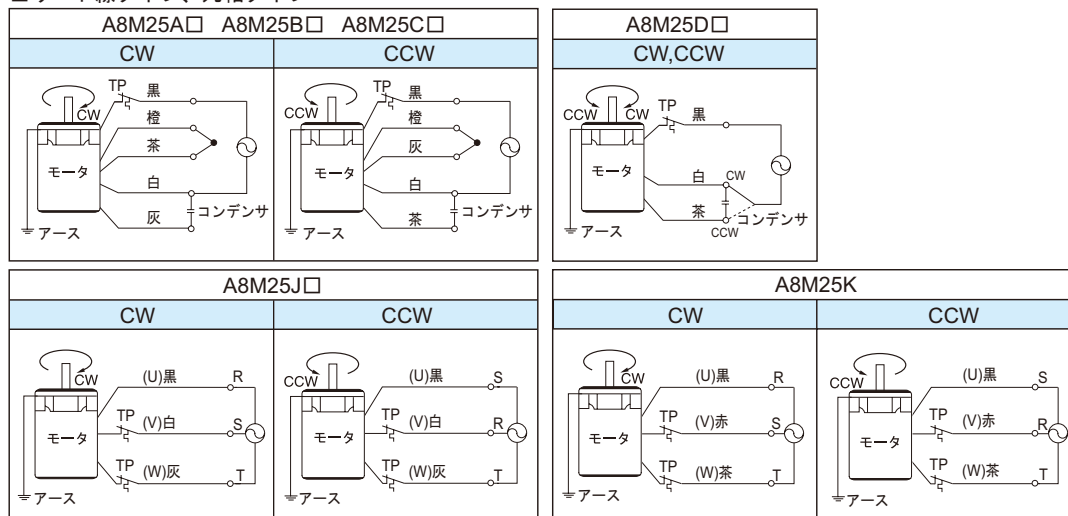 A8M25A□ A8M25B□ A8M25C□
CW
CCW
TP
黒
CW
橙
茶
モータ
白
灰
コンデンサ
アース
TP
黒
CCW
橙
灰
モータ
白
茶
コンデンサ
アース
A8M25D□
CW,CCW
CCW
CW
TP
黒
モータ
白
CW
茶
コンデンサ
CCW
アース
A8M25J□
CW
CCW
CW
(U)黒
R
TP
(V)白
S
モータ
TP
(W)灰
T
アース
CCW
(U)黒
S
TP
(V)白
R
モータ
TP
(W)灰
T
アース
A8M25K
CW
CCW
CW
(U)黒
R
TP
(V)赤
S
モータ
TP
(W)茶
T
アース
CCW
(U)黒
S
TP
(V)赤
R
モータ
TP
(W)茶
T
アース